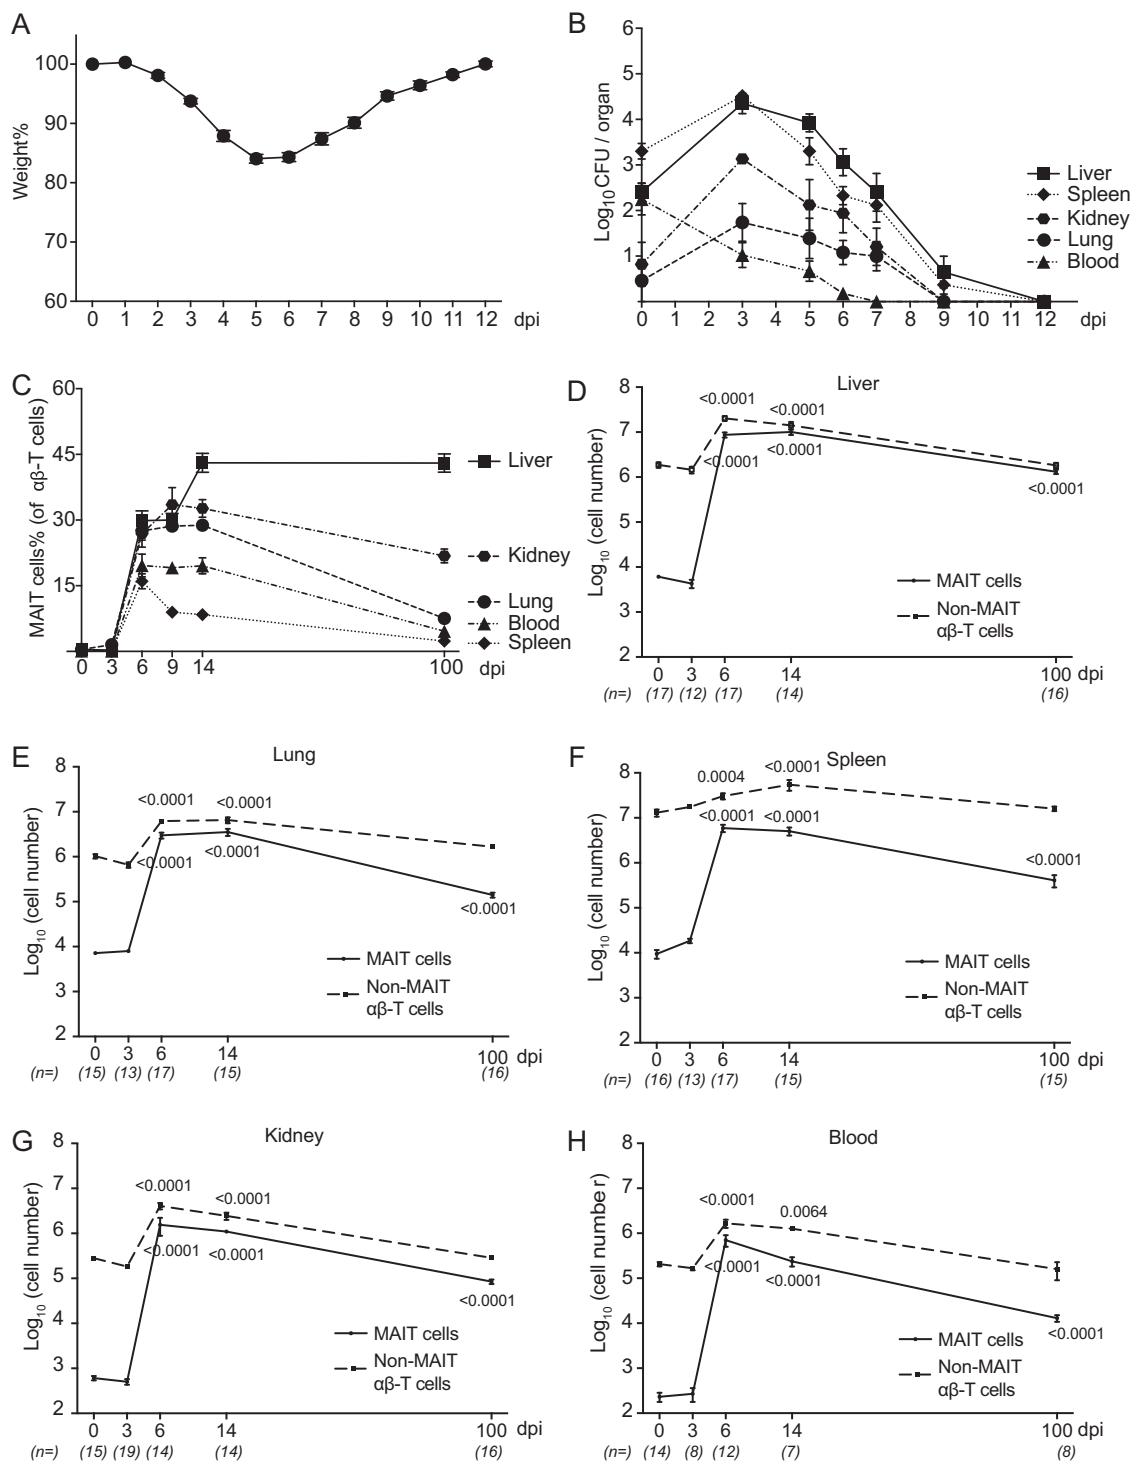 A
Weight%
100
90
80
70
60
0 1 2 3 4 5 6 7 8 9 10 11 12 dpi
B
Log10 CFU / organ
6
5
4
3
2
1
0 1 2 3 4 5 6 7 8 9 10 11 12 dpi
Liver
Spleen
Kidney
Lung
Blood
C
MAIT cells% (of αβ-T cells)
60
45
30
15
0 3 6 9 14 100 dpi
Liver
Kidney
Lung
Blood
Spleen
D
Liver
Log10 (cell number)
8
7
6
5
4
3
2
<0.0001
<0.0001
<0.0001
<0.0001
<0.0001
MAIT cells
Non-MAIT
αβ-T cells
0 3 6 14 100 dpi
(n=) (17) (12) (17) (14) (16)
E
Lung
Log10 (cell number)
8
7
6
5
4
3
2
<0.0001
<0.0001
<0.0001
<0.0001
<0.0001
MAIT cells
Non-MAIT
αβ-T cells
0 3 6 14 100 dpi
(n=) (15) (13) (17) (15) (16)
F
Spleen
Log10 (cell number)
8
7
6
5
4
3
2
0.0004
<0.0001
<0.0001
<0.0001
<0.0001
MAIT cells
Non-MAIT
αβ-T cells
0 3 6 14 100 dpi
(n=) (16) (13) (17) (15) (15)
G
Kidney
Log10 (cell number)
8
7
6
5
4
3
2
<0.0001
<0.0001
<0.0001
<0.0001
<0.0001
MAIT cells
Non-MAIT
αβ-T cells
0 3 6 14 100 dpi
(n=) (15) (19) (14) (14) (16)
H
Blood
Log10 (cell number)
8
7
6
5
4
3
2
<0.0001
0.0064
<0.0001
<0.0001
<0.0001
MAIT cells
Non-MAIT
αβ-T cells
0 3 6 14 100 dpi
(n=) (14) (8) (12) (7) (8)